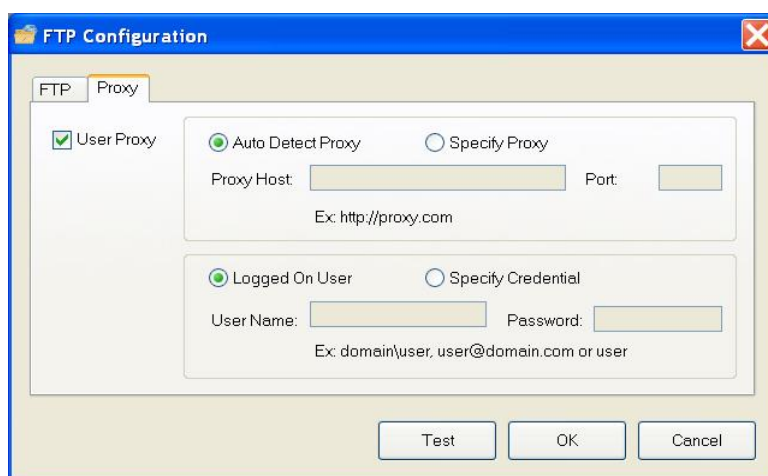 FTP Configuration
FTP Proxy
User Proxy
Auto Detect Proxy Specify Proxy
Proxy Host: Port:
Ex: http://proxy.com
Logged On User Specify Credential
User Name: Password:
Ex: domain\user, user@domain.com or user
Test OK Cancel